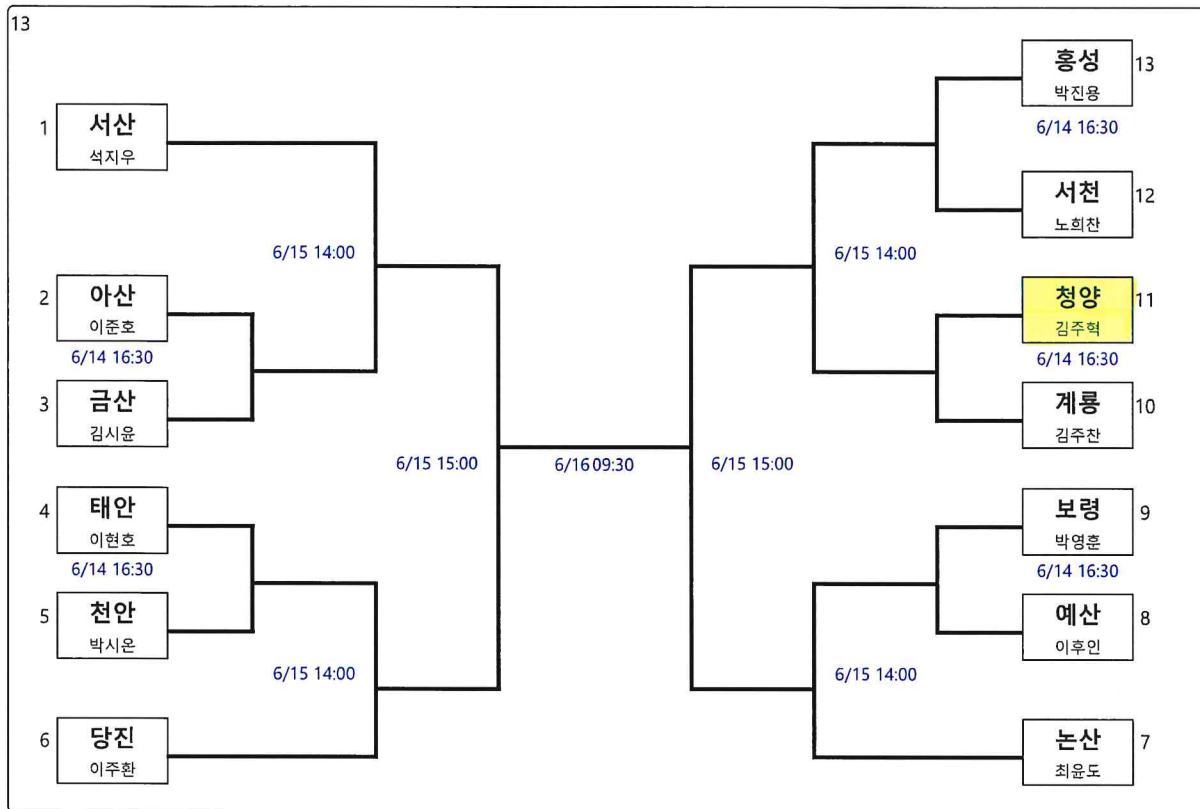 13
1
서산
석지우
6/15 14:00
2
아산
이준호
6/14 16:30
3
금산
김시윤
6/15 15:00
4
태안
이현호
6/14 16:30
5
천안
박시온
6/15 14:00
6
당진
이주환
6/16 09:30
홍성
13
박진용
6/14 16:30
서천
12
노희찬
6/15 14:00
청양
11
김주혁
6/14 16:30
계룡
10
김주찬
6/15 15:00
보령
9
박영훈
6/14 16:30
예산
8
이후인
6/15 14:00
논산
7
최윤도